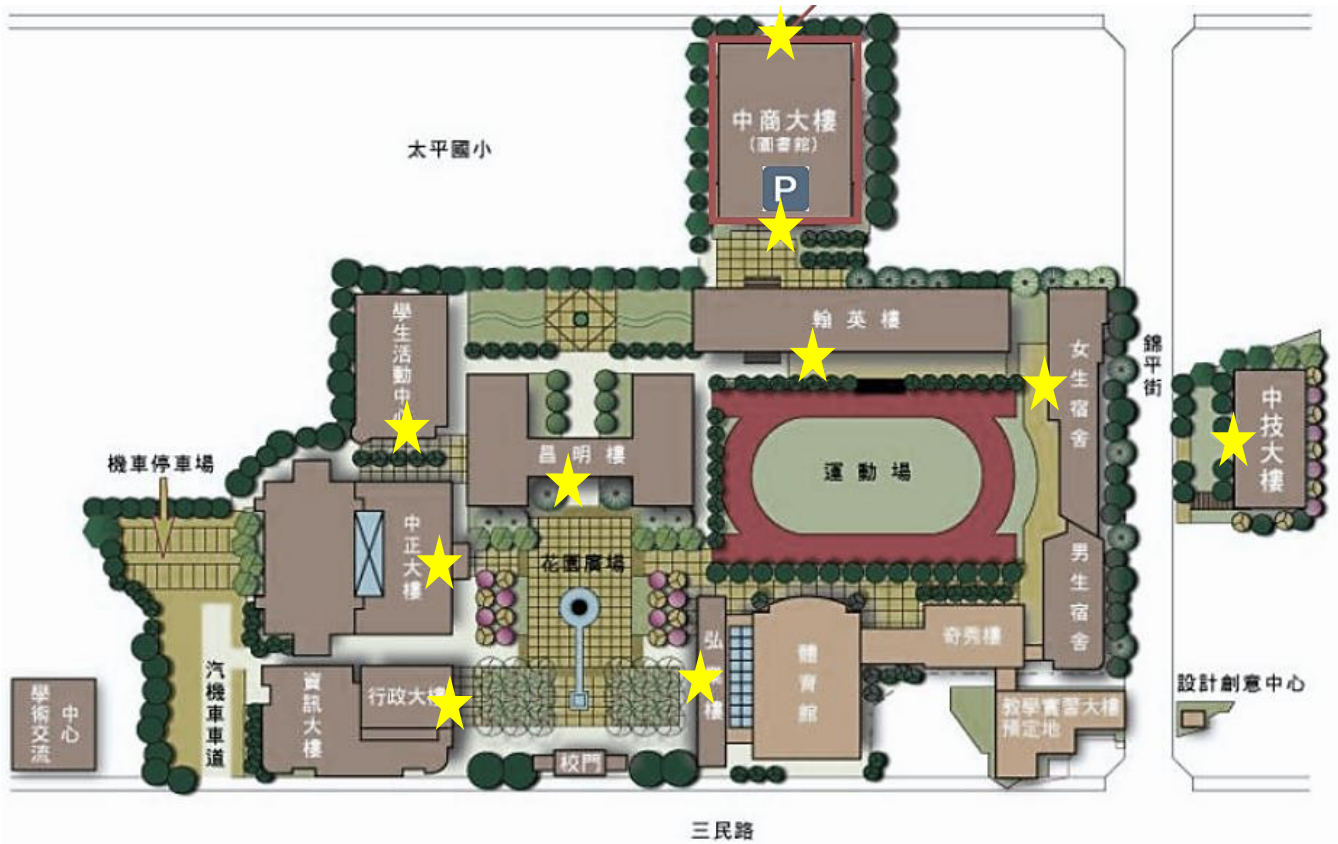 中商大樓
(圖書館)
P
太平國小
翰英樓
學生活動中
女生宿舍
錦平街
中技大樓
昌明樓
運動場
機車停車場
中正大樓
花園廣場
男生宿舍
奇秀樓
弘
樓
體育館
資訊大樓
行政大
汽機車車道
學術交流
中心
教學實習大樓
預定地
設計創意中心
校門
三民路